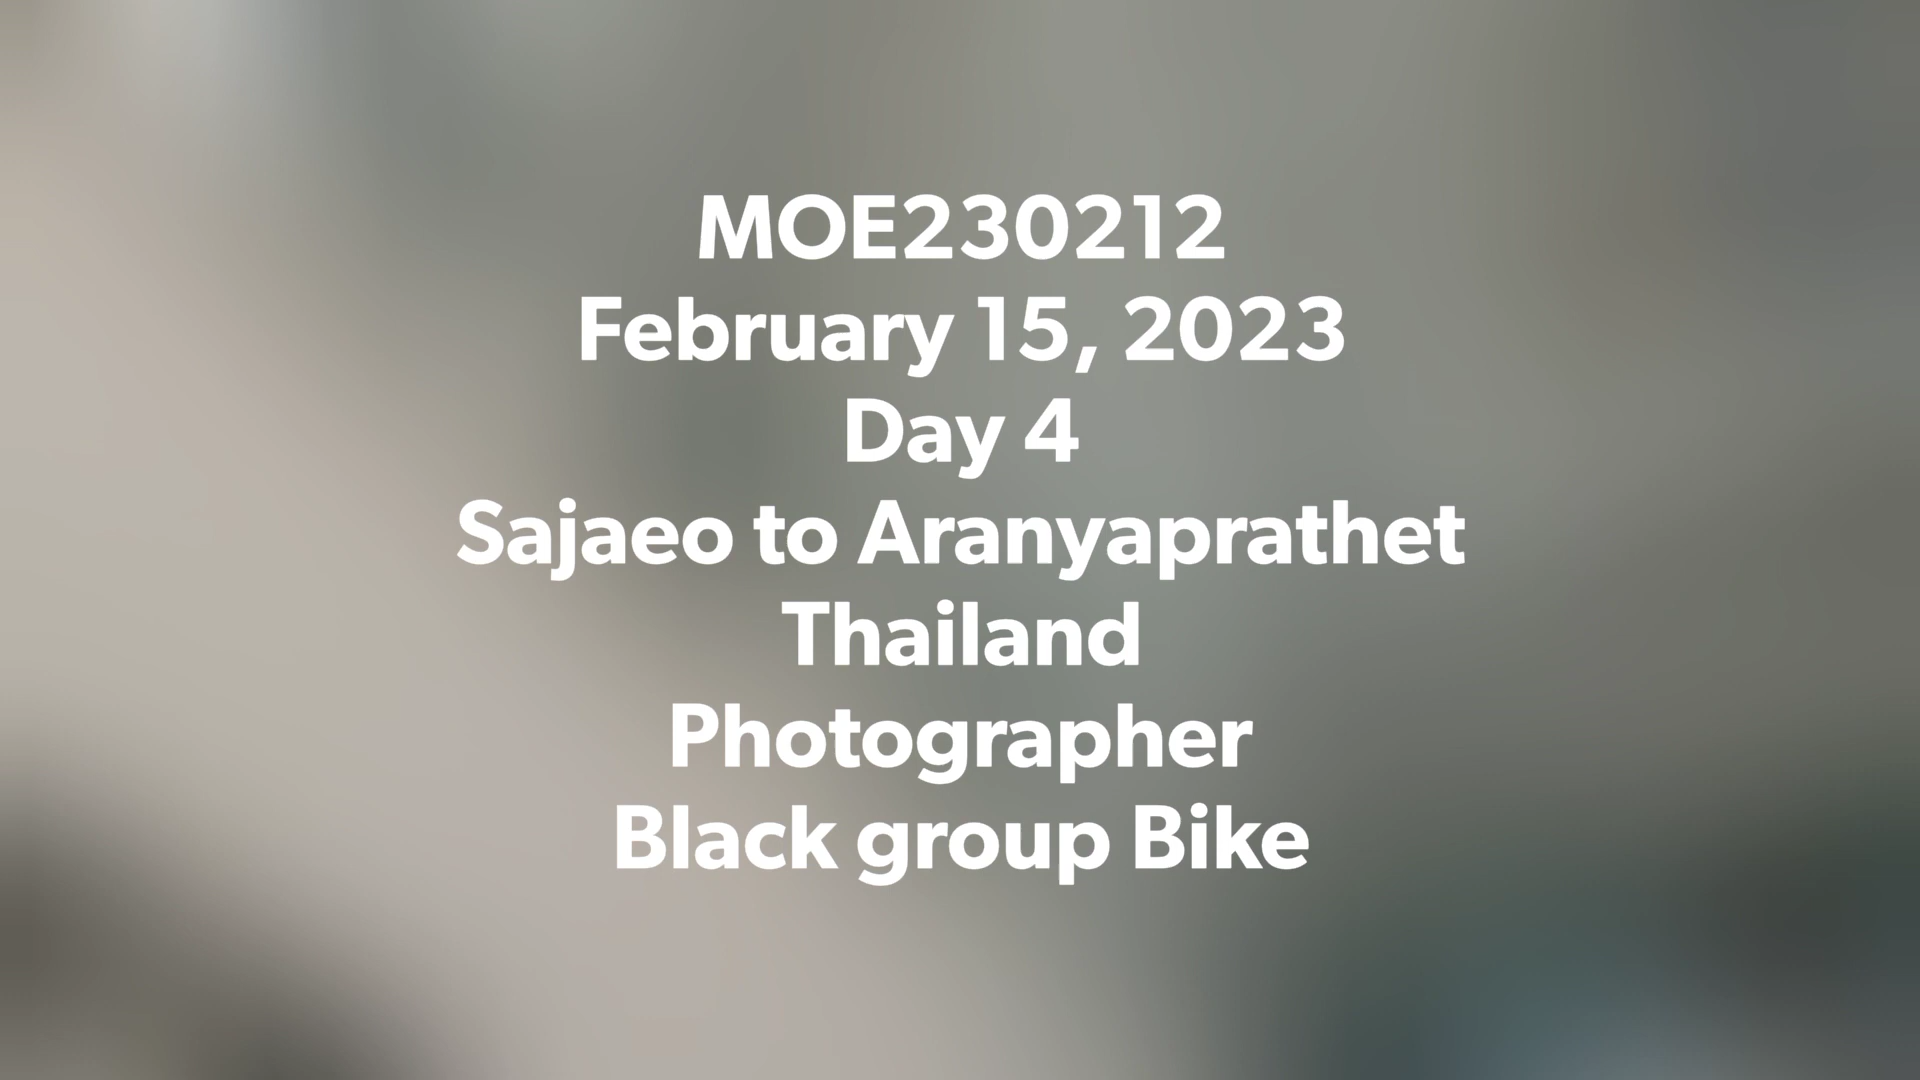 MOE230212
February 15, 2023
Day 4
Sajaeo to Aranyaprathet
Thailand
Photographer
Black group Bike